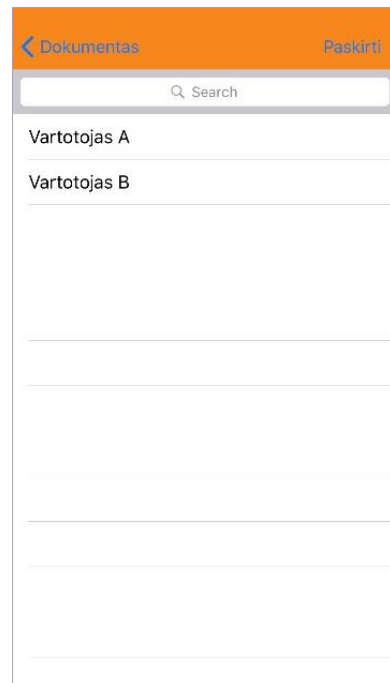 Dokumentas
Paskirti
Search
Vartotojas A
Vartotojas B